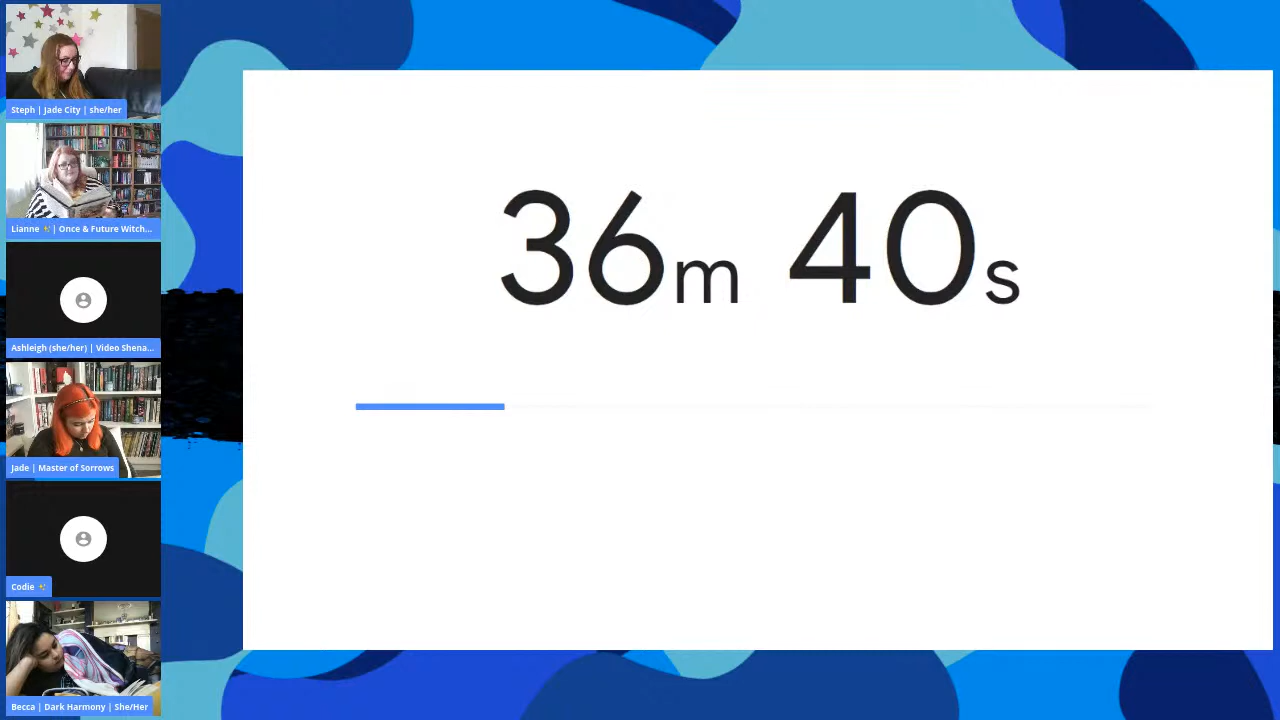 Steph | Jade City | she/her
Lianne ✨ | Once & Future Witch...
Ashleigh (she/her) | Video Shena...
Jade | Master of Sorrows
Codie ✨
Becca | Dark Harmony | She/Her
36m 40s